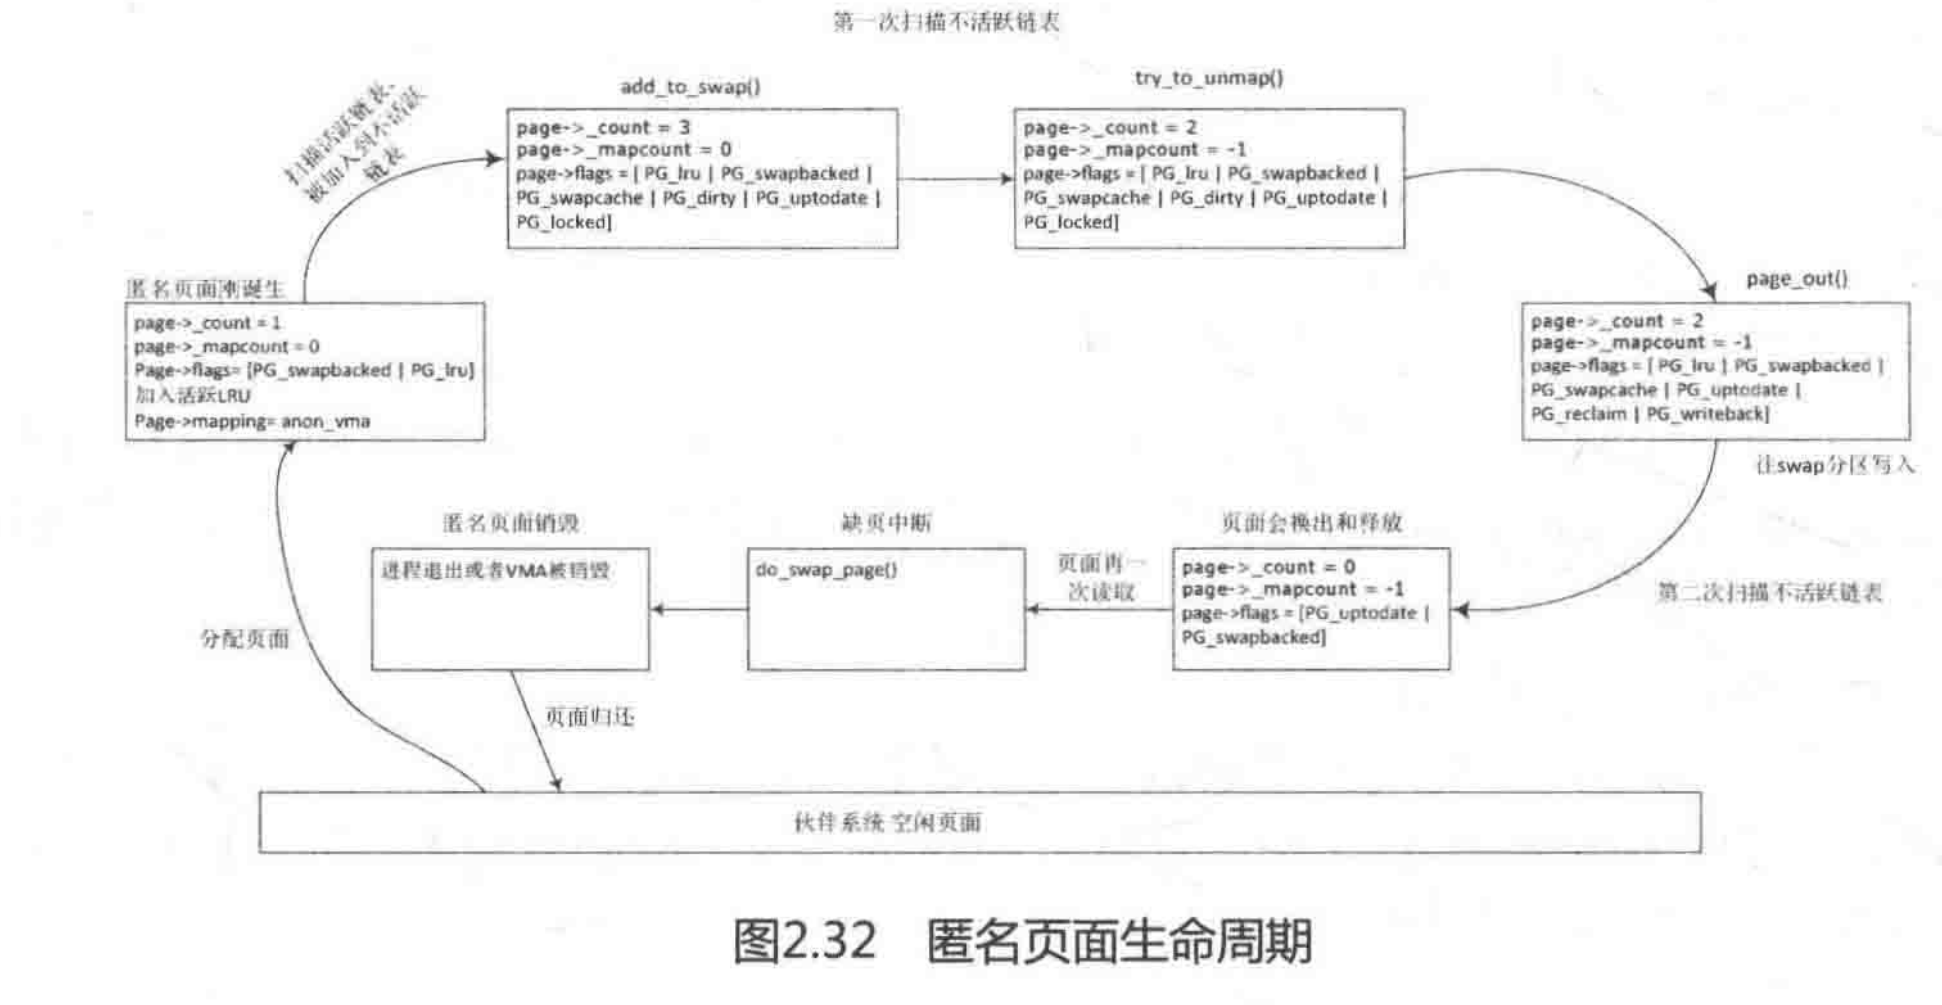 第一次扫描不活跃链表
add_to_swap()
page->_count = 3
page->_mapcount = 0
page->flags = [ PG_lru | PG_swapbacked |
PG_swapcache | PG_dirty | PG_uptodate |
PG_locked]
try_to_unmap()
page->_count = 2
page->_mapcount = -1
page->flags = [ PG_lru | PG_swapbacked |
PG_swapcache | PG_dirty | PG_uptodate |
PG_locked]
扫描活跃链表、
被加入到不活跃
链表
匿名页面刚诞生
page->_count = 1
page->_mapcount = 0
Page->flags= [PG_swapbacked | PG_lru]
加入活跃LRU
Page->mapping= anon_vma
page_out()
page->_count = 2
page->_mapcount = -1
page->flags = [ PG_lru | PG_swapbacked |
PG_swapcache | PG_uptodate |
PG_reclaim | PG_writeback]
往swap分区写入
匿名页面销毁
进程退出或者VMA被销毁
缺页中断
do_swap_page()
页面再一
次读取
页面会换出和释放
page->_count = 0
page->_mapcount = -1
page->flags = [PG_uptodate |
PG_swapbacked]
第二次扫描不活跃链表
分配页面
页面归还
伙伴系统 空闲页面
图2.32 匿名页面生命周期